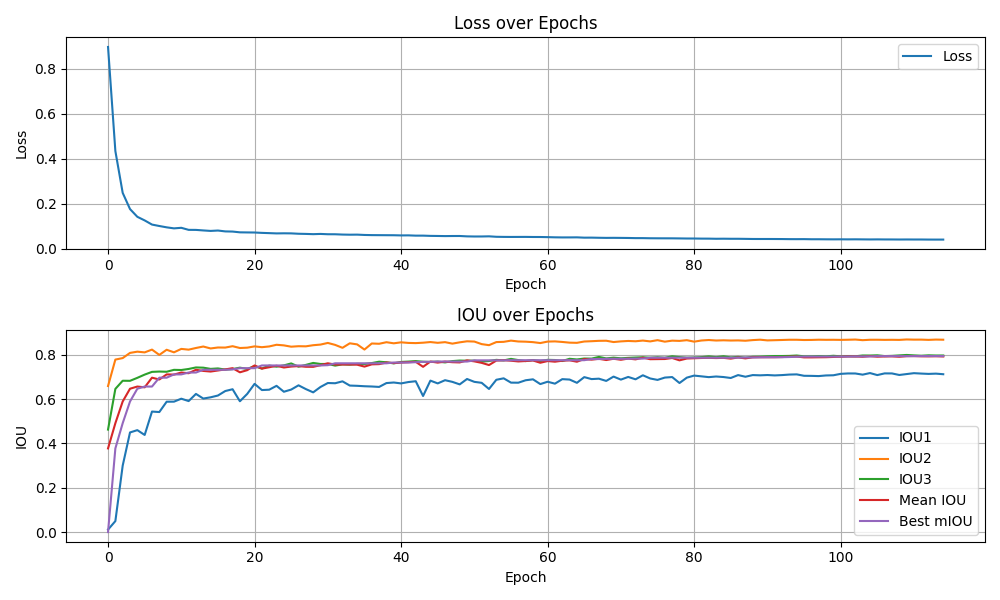 Loss over Epochs
Loss
0.8
0.6
0.4
0.2
0.0
Loss
0 20 40 60 80 100
Epoch
IOU over Epochs
IOU
0.8
0.6
0.4
0.2
0.0
IOU1
IOU2
IOU3
Mean IOU
Best mIOU
0 20 40 60 80 100
Epoch